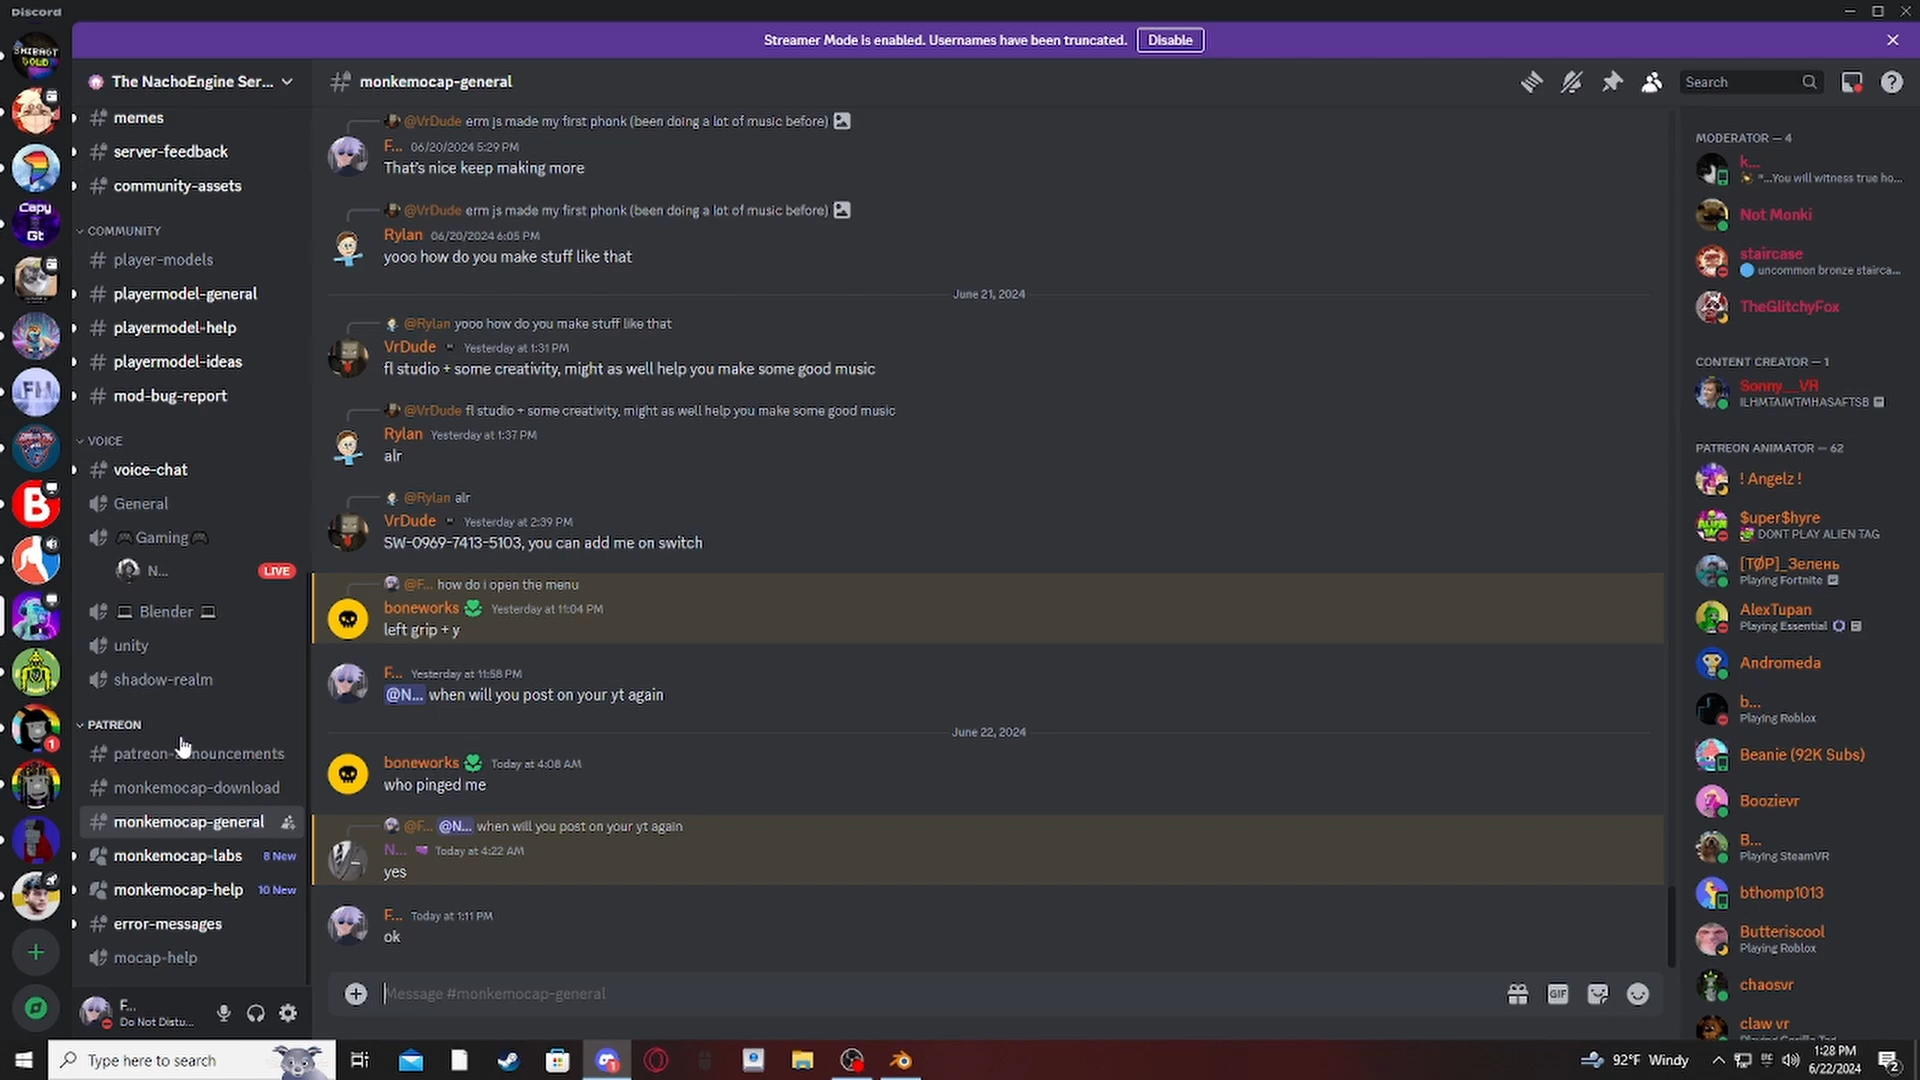 Discord
Streamer Mode is enabled. Usernames have been truncated. Disable
The NachoEngine Ser...
memes
server-feedback
community-assets
COMMUNITY
player-models
playermodel-general
playermodel-help
playermodel-ideas
mod-bug-report
VOICE
voice-chat
General
Gaming
N... LIVE
Blender
unity
shadow-realm
PATREON
monkemocap-download
monkemocap-general
monkemocap-labs 8 New
monkemocap-help 10 New
error-messages
mocap-help
F...
Do Not Distu...
monkemocap-general
Search
@VrDude erm js made my first phonk (been doing a lot of music before)
F... 06/20/2024 5:29 PM
That's nice keep making more
@VrDude erm js made my first phonk (been doing a lot of music before)
Rylan 06/20/2024 6:05 PM
yooo how do you make stuff like that
June 21, 2024
@Rylan yooo how do you make stuff like that
VrDude Yesterday at 1:31 PM
fl studio + some creativity, might as well help you make some good music
@VrDude fl studio + some creativity, might as well help you make some good music
Rylan Yesterday at 1:37 PM
alr
@Rylan alr
VrDude Yesterday at 2:39 PM
SW-0969-7413-5103, you can add me on switch
@F... how do i open the menu
boneworks Yesterday at 11:04 PM
left grip + y
F... Yesterday at 11:58 PM
@N... when will you post on your yt again
June 22, 2024
boneworks Today at 4:08 AM
who pinged me
@F... @N... when will you post on your yt again
N... Today at 4:22 AM
yes
F... Today at 1:11 PM
ok
Message #monkemocap-general
GIF
MODERATOR — 4
k...
"...You will witness true ho...
Not Monki
staircase
uncommon bronze stairca...
TheGlitchyFox
CONTENT CREATOR — 1
Sonny__VR
ILHMTAIWTMHASAFTSB
PATREON ANIMATOR — 62
! Angelz !
$uper$hyre
DONT PLAY ALIEN TAG
[TØP]_Зелень
Playing Fortnite
AlexTupan
Playing Essential
Andromeda
b...
Playing Roblox
Beanie (92K Subs)
Boozievr
B...
Playing SteamVR
bthomp1013
Butteriscool
Playing Roblox
chaosvr
claw vr
Capy
Gt
FM
B
1
Type here to search
92°F Windy
1:28 PM
6/22/2024
2